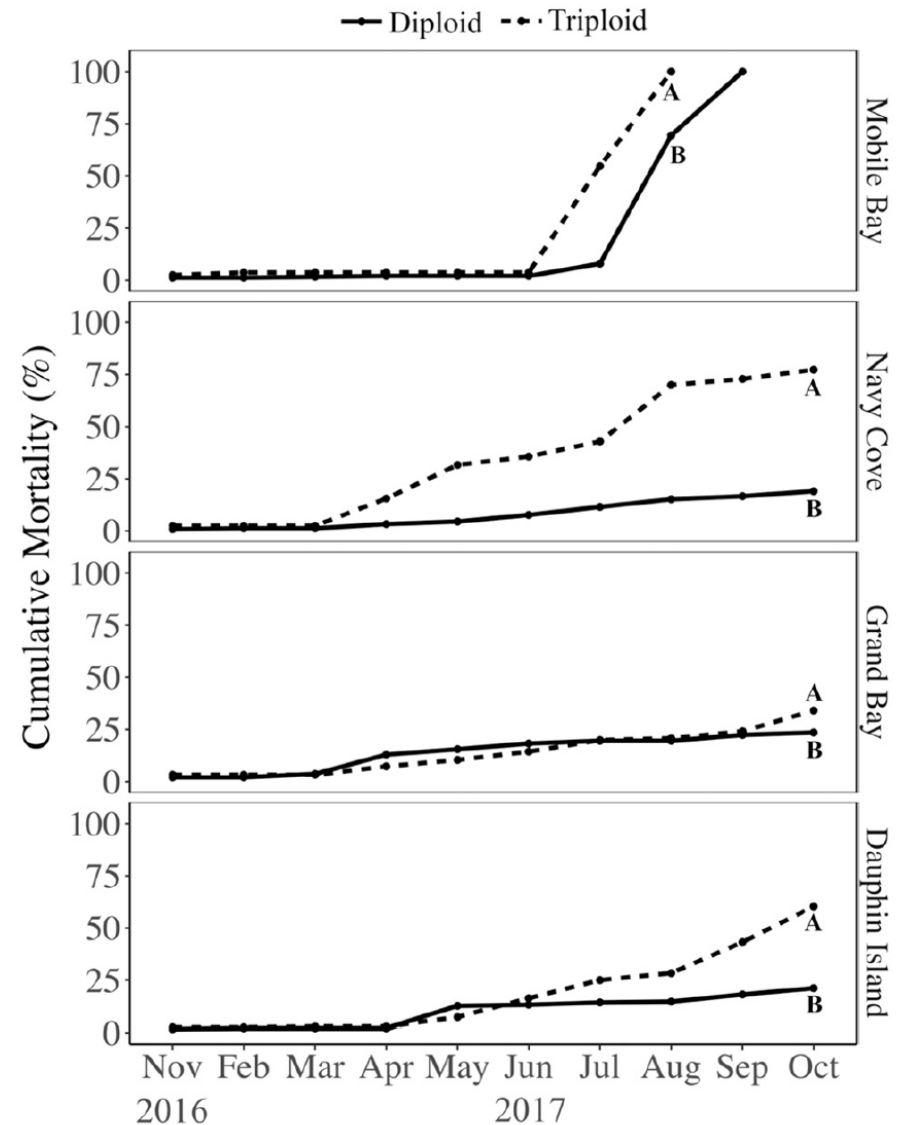 Diploid Triploid
Cumulative Mortality (%)
100
75
50
25
0
A
B
Mobile Bay
100
75
50
25
0
A
B
Navy Cove
100
75
50
25
0
A
B
Grand Bay
100
75
50
25
0
A
B
Dauphin Island
Nov Feb Mar Apr May Jun Jul Aug Sep Oct
2016 2017